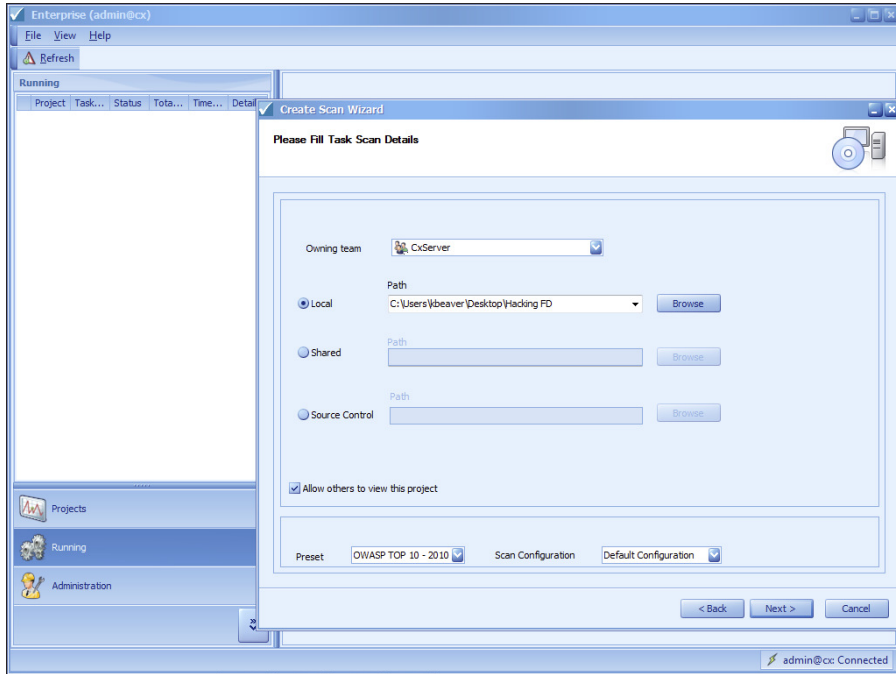 Enterprise (admin@cx)
File View Help
Refresh
Running
Project Task... Status Tota... Time... Detail
Create Scan Wizard
Please Fill Task Scan Details
Owning team CxServer
Path
Local C:\Users\kbeaver\Desktop\Hacking FD Browse
Path
Shared Browse
Path
Source Control Browse
Allow others to view this project
Preset OWASP TOP 10 - 2010 Scan Configuration Default Configuration
< Back Next > Cancel
Projects
Running
Administration
admin@cx: Connected